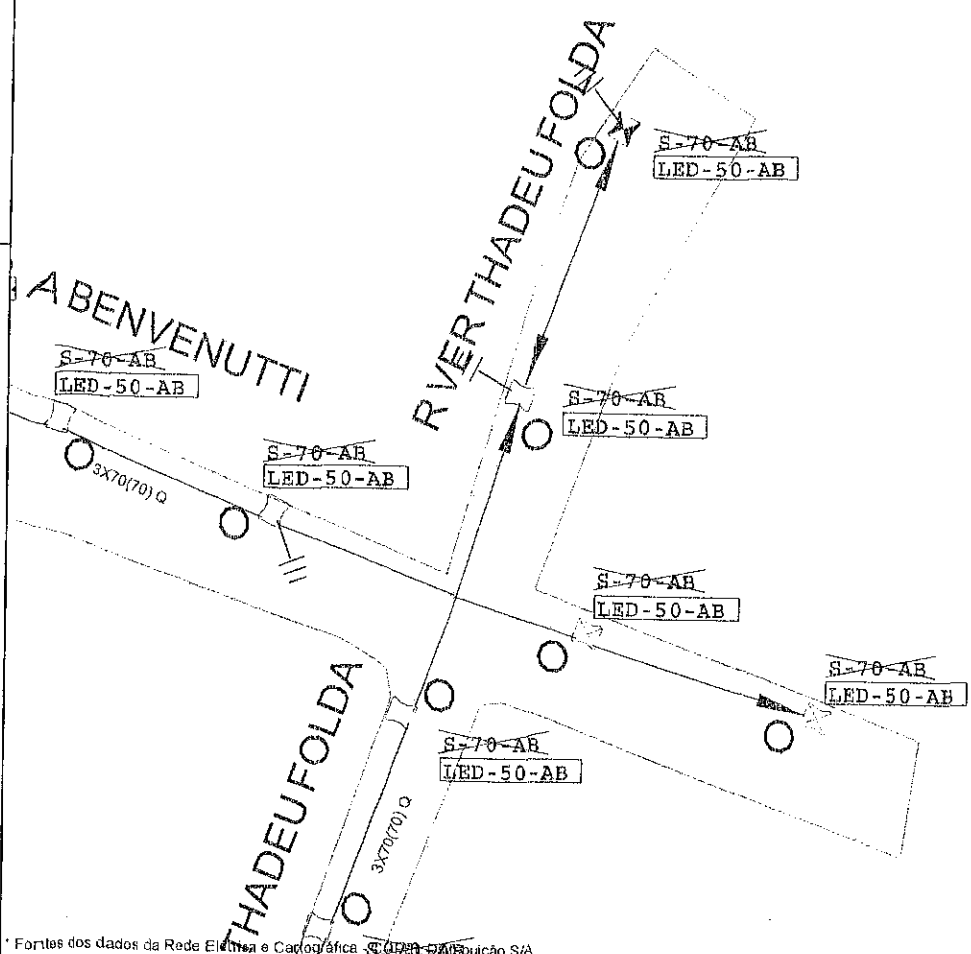 R VER THADEU FOLDA
S-70-AB
LED-50-AB
A BENVENUTTI
S-70-AB
LED-50-AB
S-70-AB
LED-50-AB
S-70-AB
LED-50-AB
3X70(70) Q
S-70-AB
LED-50-AB
S-70-AB
LED-50-AB
THADEU FOLDA
S-70-AB
LED-50-AB
3X70(70) Q
* Fontes dos dados da Rede Elétrica e Cartográfica - Distribuição S/A